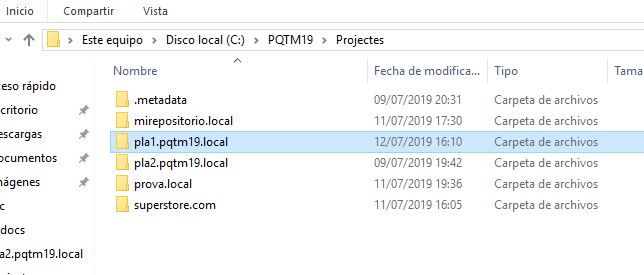 Inicio Compartir Vista
Este equipo > Disco local (C:) > PQTM19 > Projectes
Nombre Fecha de modifica... Tipo Tama
ceso rápido
.metadata 09/07/2019 20:31 Carpeta de archivos
critorio
mirepositorio.local 11/07/2019 17:30 Carpeta de archivos
escargas
pla1.pqtm19.local 12/07/2019 16:10 Carpeta de archivos
ocumentos
pla2.pqtm19.local 09/07/2019 19:42 Carpeta de archivos
nágenes
prova.local 11/07/2019 19:36 Carpeta de archivos
c
superstore.com 11/07/2019 16:05 Carpeta de archivos
docs
a2.pqtm19.local